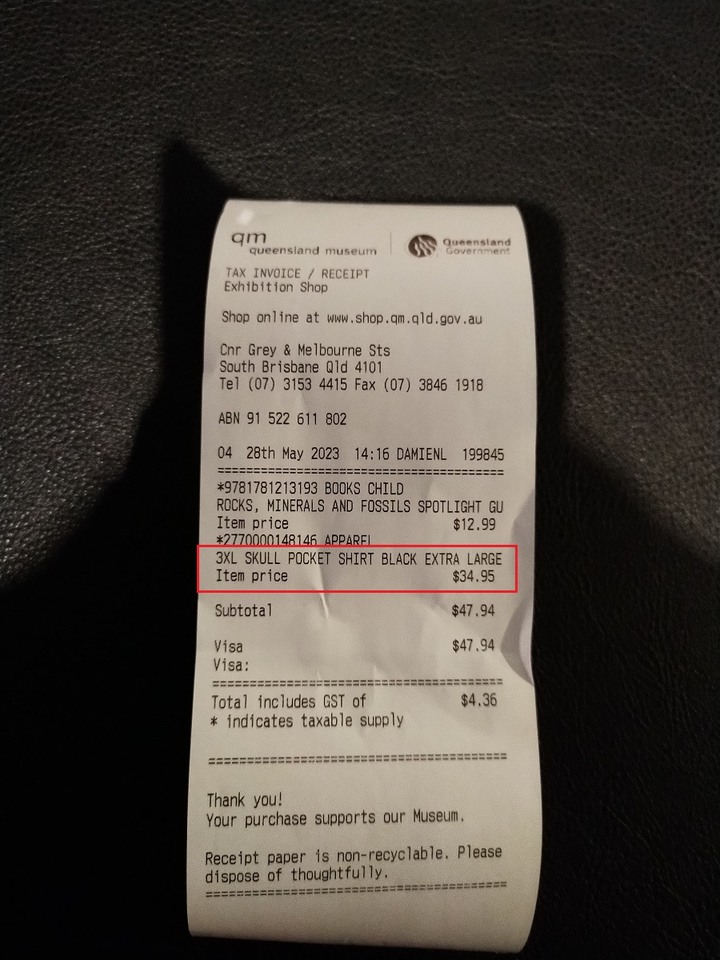 qm
queensland museum
Queensland
Government
TAX INVOICE / RECEIPT
Exhibition Shop
Shop online at www.shop.qm.qld.gov.au
Cnr Grey & Melbourne Sts
South Brisbane Qld 4101
Tel (07) 3153 4415 Fax (07) 3846 1918
ABN 91 522 611 802
04 28th May 2023 14:16 DAMIENL 199845
================================================
*9781781213193 BOOKS CHILD
ROCKS, MINERALS AND FOSSILS SPOTLIGHT GU
Item price $12.99
*2770000148146 APPAREL
3XL SKULL POCKET SHIRT BLACK EXTRA LARGE
Item price $34.95
Subtotal $47.94
Visa $47.94
Visa:
================================================
Total includes GST of $4.36
* indicates taxable supply
================================================
Thank you!
Your purchase supports our Museum.
Receipt paper is non-recyclable. Please
dispose of thoughtfully.
================================================